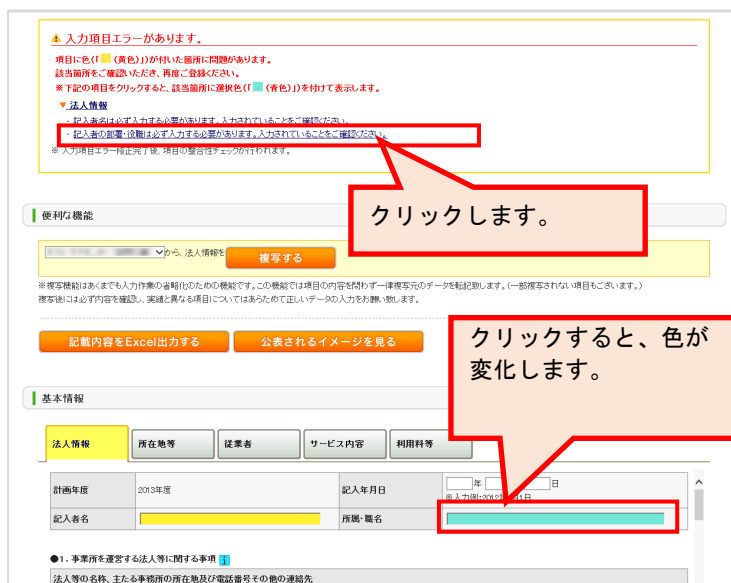 入力項目エラーがあります。
項目に色(「 (黄色)」)が付いた箇所に問題があります。
該当箇所をご確認いただき、再度ご登録ください。
※下記の項目をクリックすると、該当箇所に選択色(「 (青色)」)を付けて表示します。
▼法人情報
・記入者名は必ず入力する必要があります。入力されていることをご確認ください。
・記入者の部署・役職は必ず入力する必要があります。入力されていることをご確認ください。
※ 入力項目エラー修正完了後、項目の整合性チェックが行われます。
クリックします。
便利な機能
から、法人情報を
複写する
※複写機能はあくまでも入力作業の省略化のための機能です。この機能では項目の内容を問わず一律複写元のデータを転記致します。(一部複写されない項目もございます。)
複写後には必ず内容を確認し、実績と異なる項目についてはあらためて正しいデータの入力をお願い致します。
記載内容をExcel出力する
公表されるイメージを見る
クリックすると、色が
変化します。
基本情報
法人情報
所在地等
従業者
サービス内容
利用料等
計画年度
2013年度
記入年月日
年
日
※入力例:2012年
1日
記入者名
所属・職名
●1. 事業所を運営する法人等に関する事項 i
法人等の名称、主たる事務所の所在地及び電話番号その他の連絡先